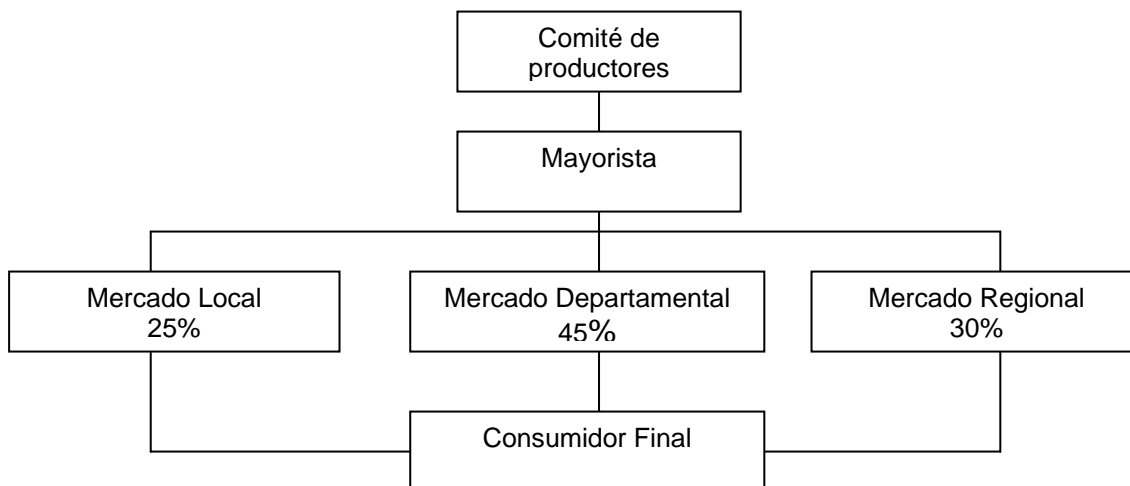 Comité de
productores
Mayorista
Mercado Local
25%
Mercado Departamental
45%
Mercado Regional
30%
Consumidor Final